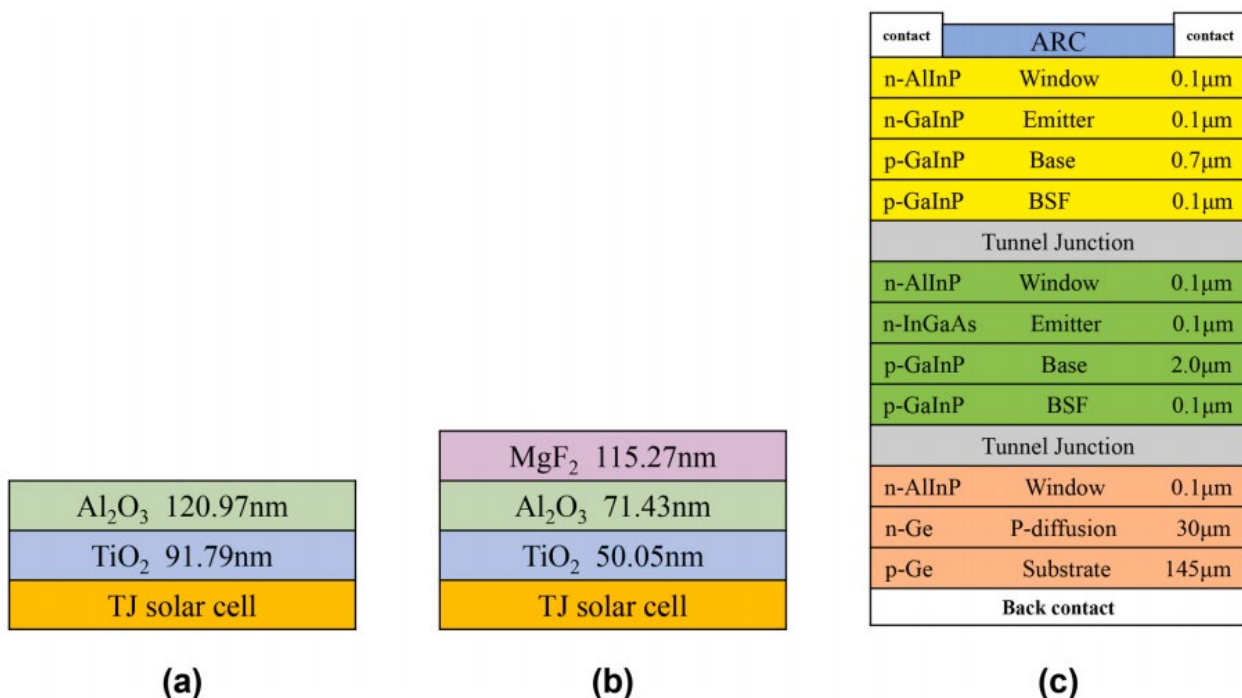 Al₂O₃ 120.97nm
TiO₂ 91.79nm
TJ solar cell
(a)
MgF₂ 115.27nm
Al₂O₃ 71.43nm
TiO₂ 50.05nm
TJ solar cell
(b)
contact ARC contact
n-AlInP Window 0.1μm
n-GaInP Emitter 0.1μm
p-GaInP Base 0.7μm
p-GaInP BSF 0.1μm
Tunnel Junction
n-AlInP Window 0.1μm
n-InGaAs Emitter 0.1μm
p-GaInP Base 2.0μm
p-GaInP BSF 0.1μm
Tunnel Junction
n-AlInP Window 0.1μm
n-Ge P-diffusion 30μm
p-Ge Substrate 145μm
Back contact
(c)